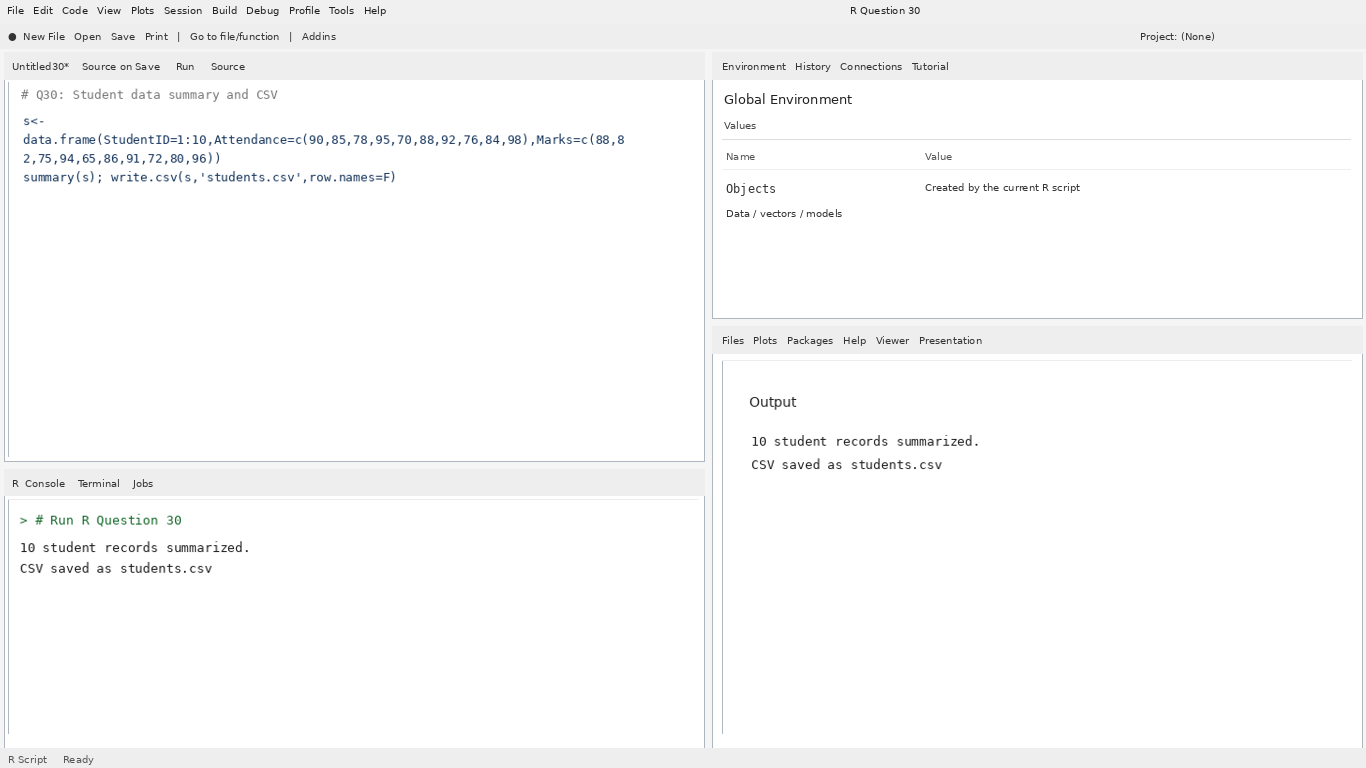 File Edit Code View Plots Session Build Debug Profile Tools Help
R Question 30
● New File Open Save Print | Go to file/function | Addins
Project: (None)
Untitled30* Source on Save Run Source
# Q30: Student data summary and CSV
s<-
data.frame(StudentID=1:10,Attendance=c(90,85,78,95,70,88,92,76,84,98),Marks=c(88,8
2,75,94,65,86,91,72,80,96))
summary(s); write.csv(s,'students.csv',row.names=F)
R Console Terminal Jobs
> # Run R Question 30
10 student records summarized.
CSV saved as students.csv
Environment History Connections Tutorial
Global Environment
Values
Name Value
Objects Created by the current R script
Data / vectors / models
Files Plots Packages Help Viewer Presentation
Output
10 student records summarized.
CSV saved as students.csv
R Script Ready